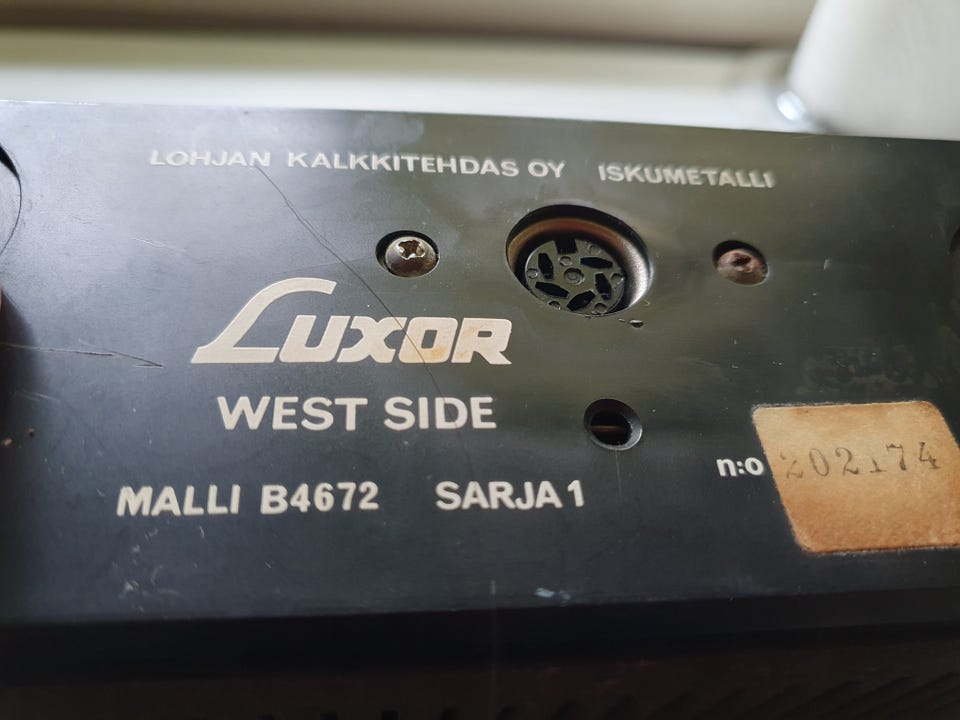 LOHJAN KALKKITEHDAS OY ISKUMETALLI
LUXOR
WEST SIDE
MALLI B4672 SARJA 1
n:o 202174